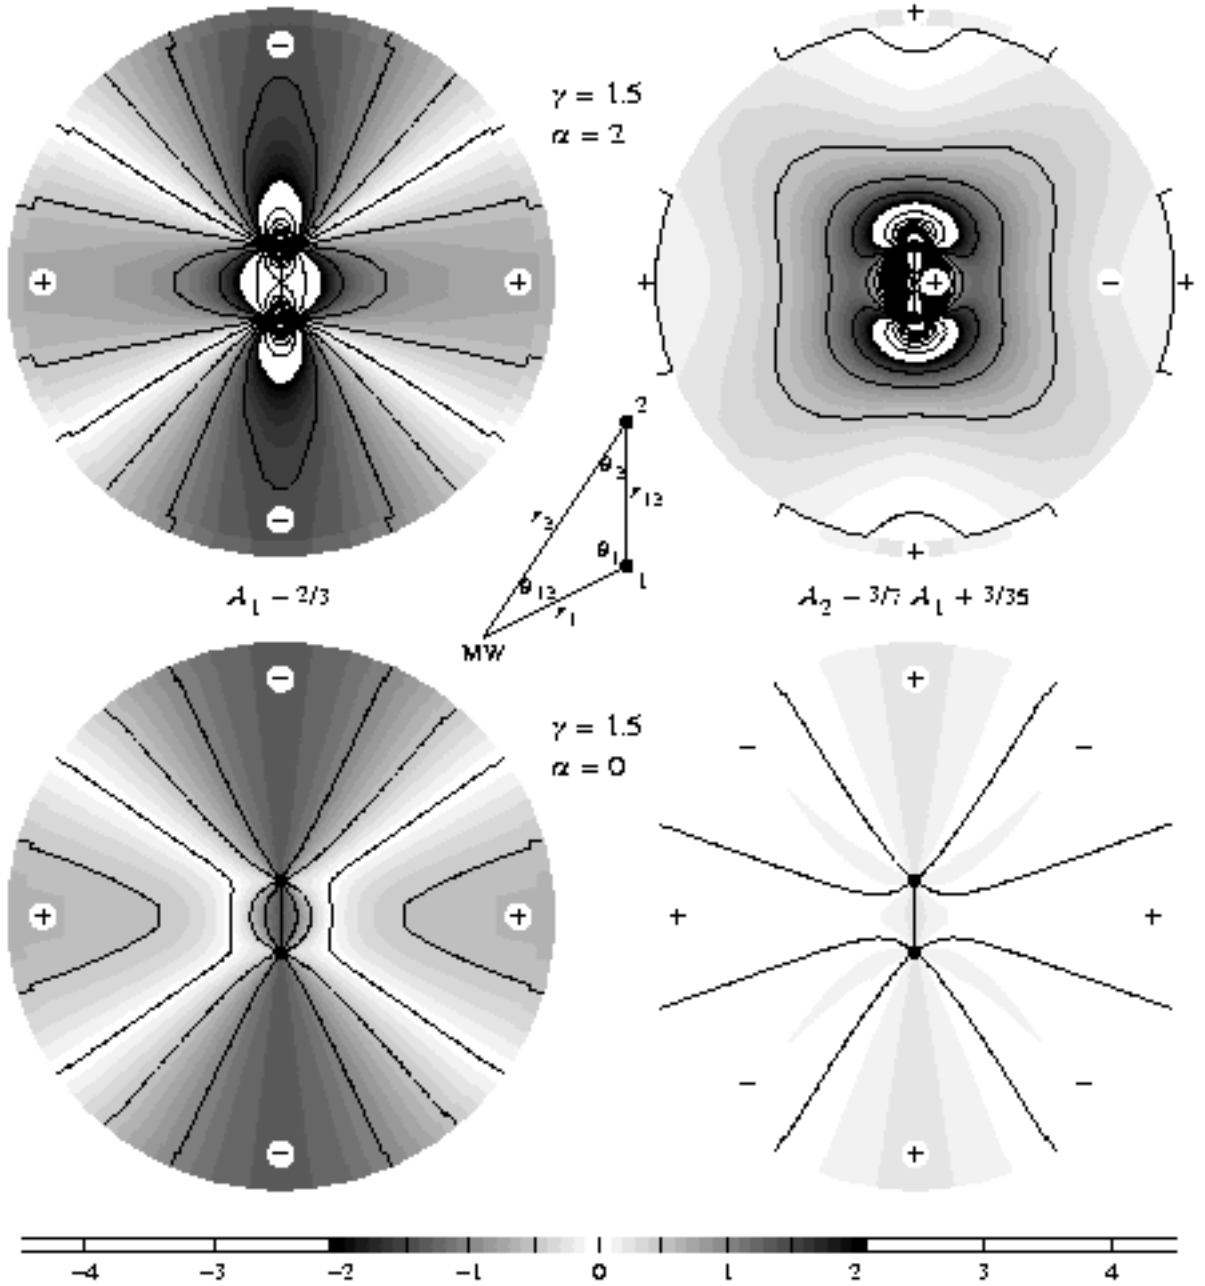 − + 
γ = 1.5
α = 2
+ + + + − +
− +
2
θ2
r12
r2
θ1
1
θ12
r1
MW
A1 − 2/3
A2 − 3/7 A1 + 3/35
− +
γ = 1.5
α = 0
− −
+ + + +
− −
− +
−4 −3 −2 −1 0 1 2 3 4